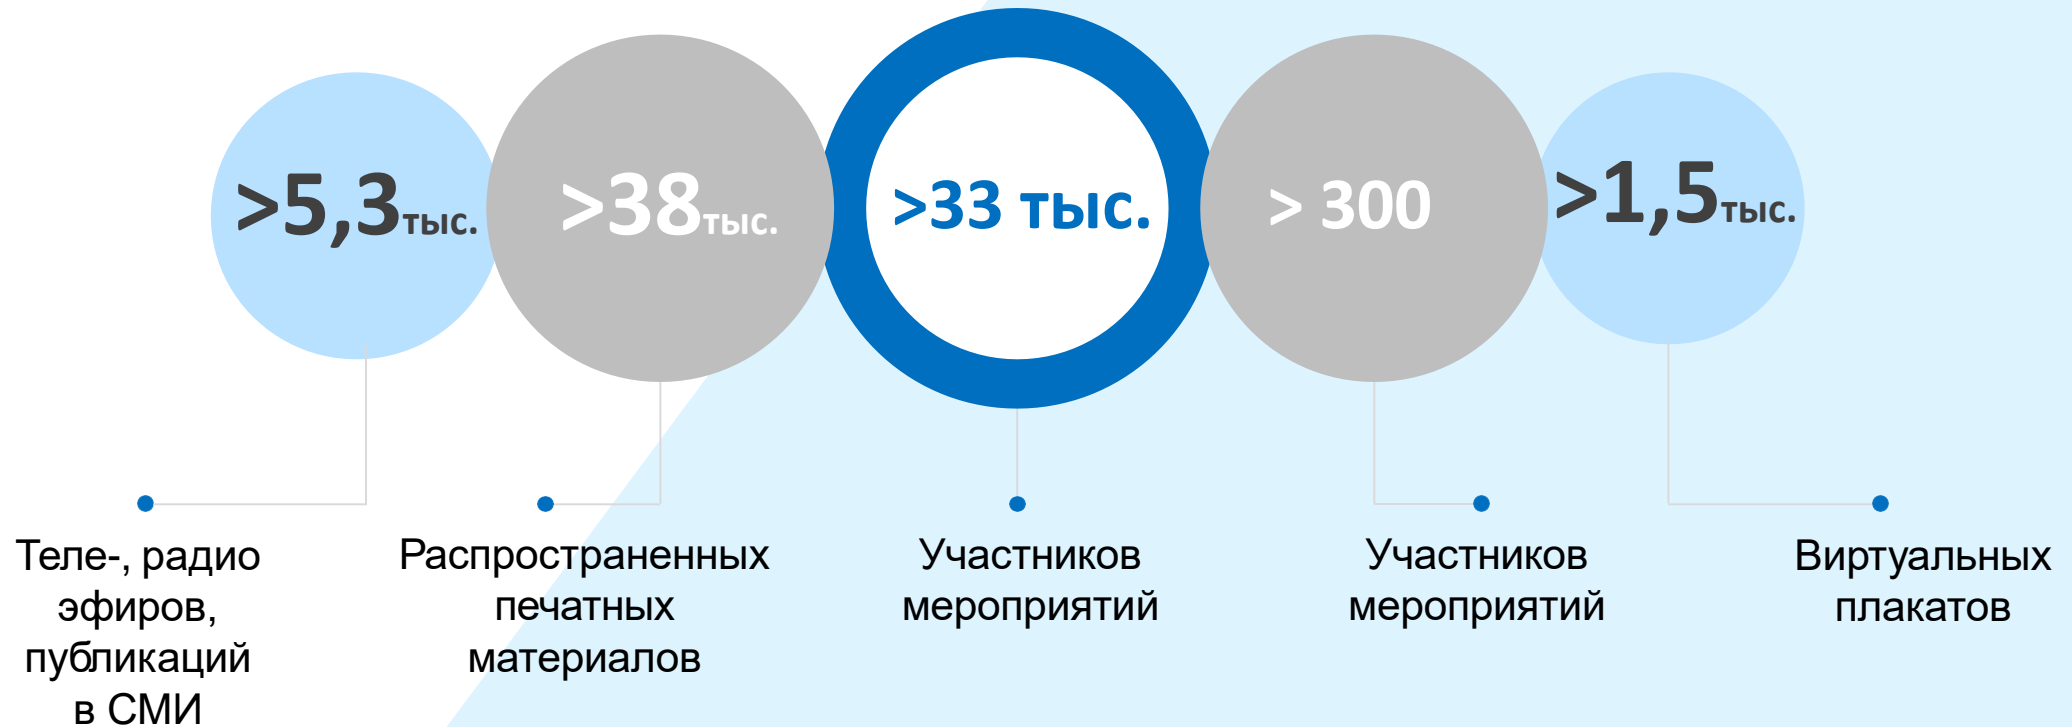 >5,3тыс.
>38тыс.
>33 тыс.
> 300
>1,5тыс.
Теле-, радио
эфиров,
публикаций
в СМИ
Распространенных
печатных
материалов
Участников
мероприятий
Участников
мероприятий
Виртуальных
плакатов